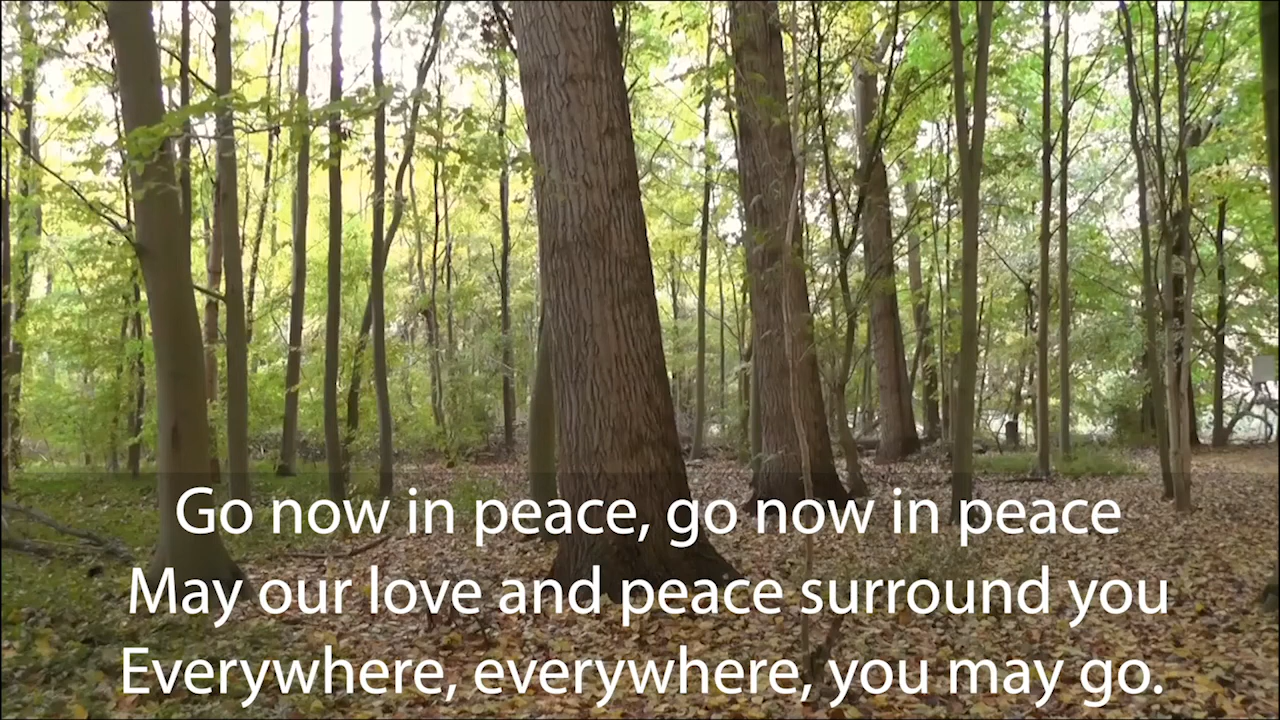 Go now in peace, go now in peace
May our love and peace surround you
Everywhere, everywhere, you may go.